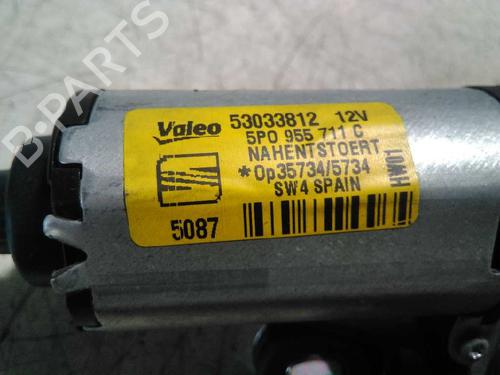 Valeo 53033812 12V
5P0 955 711 C
NAHENTSTOERT
*Op35734/5734
SW4 SPAIN
HW01
5087
B-PARTS